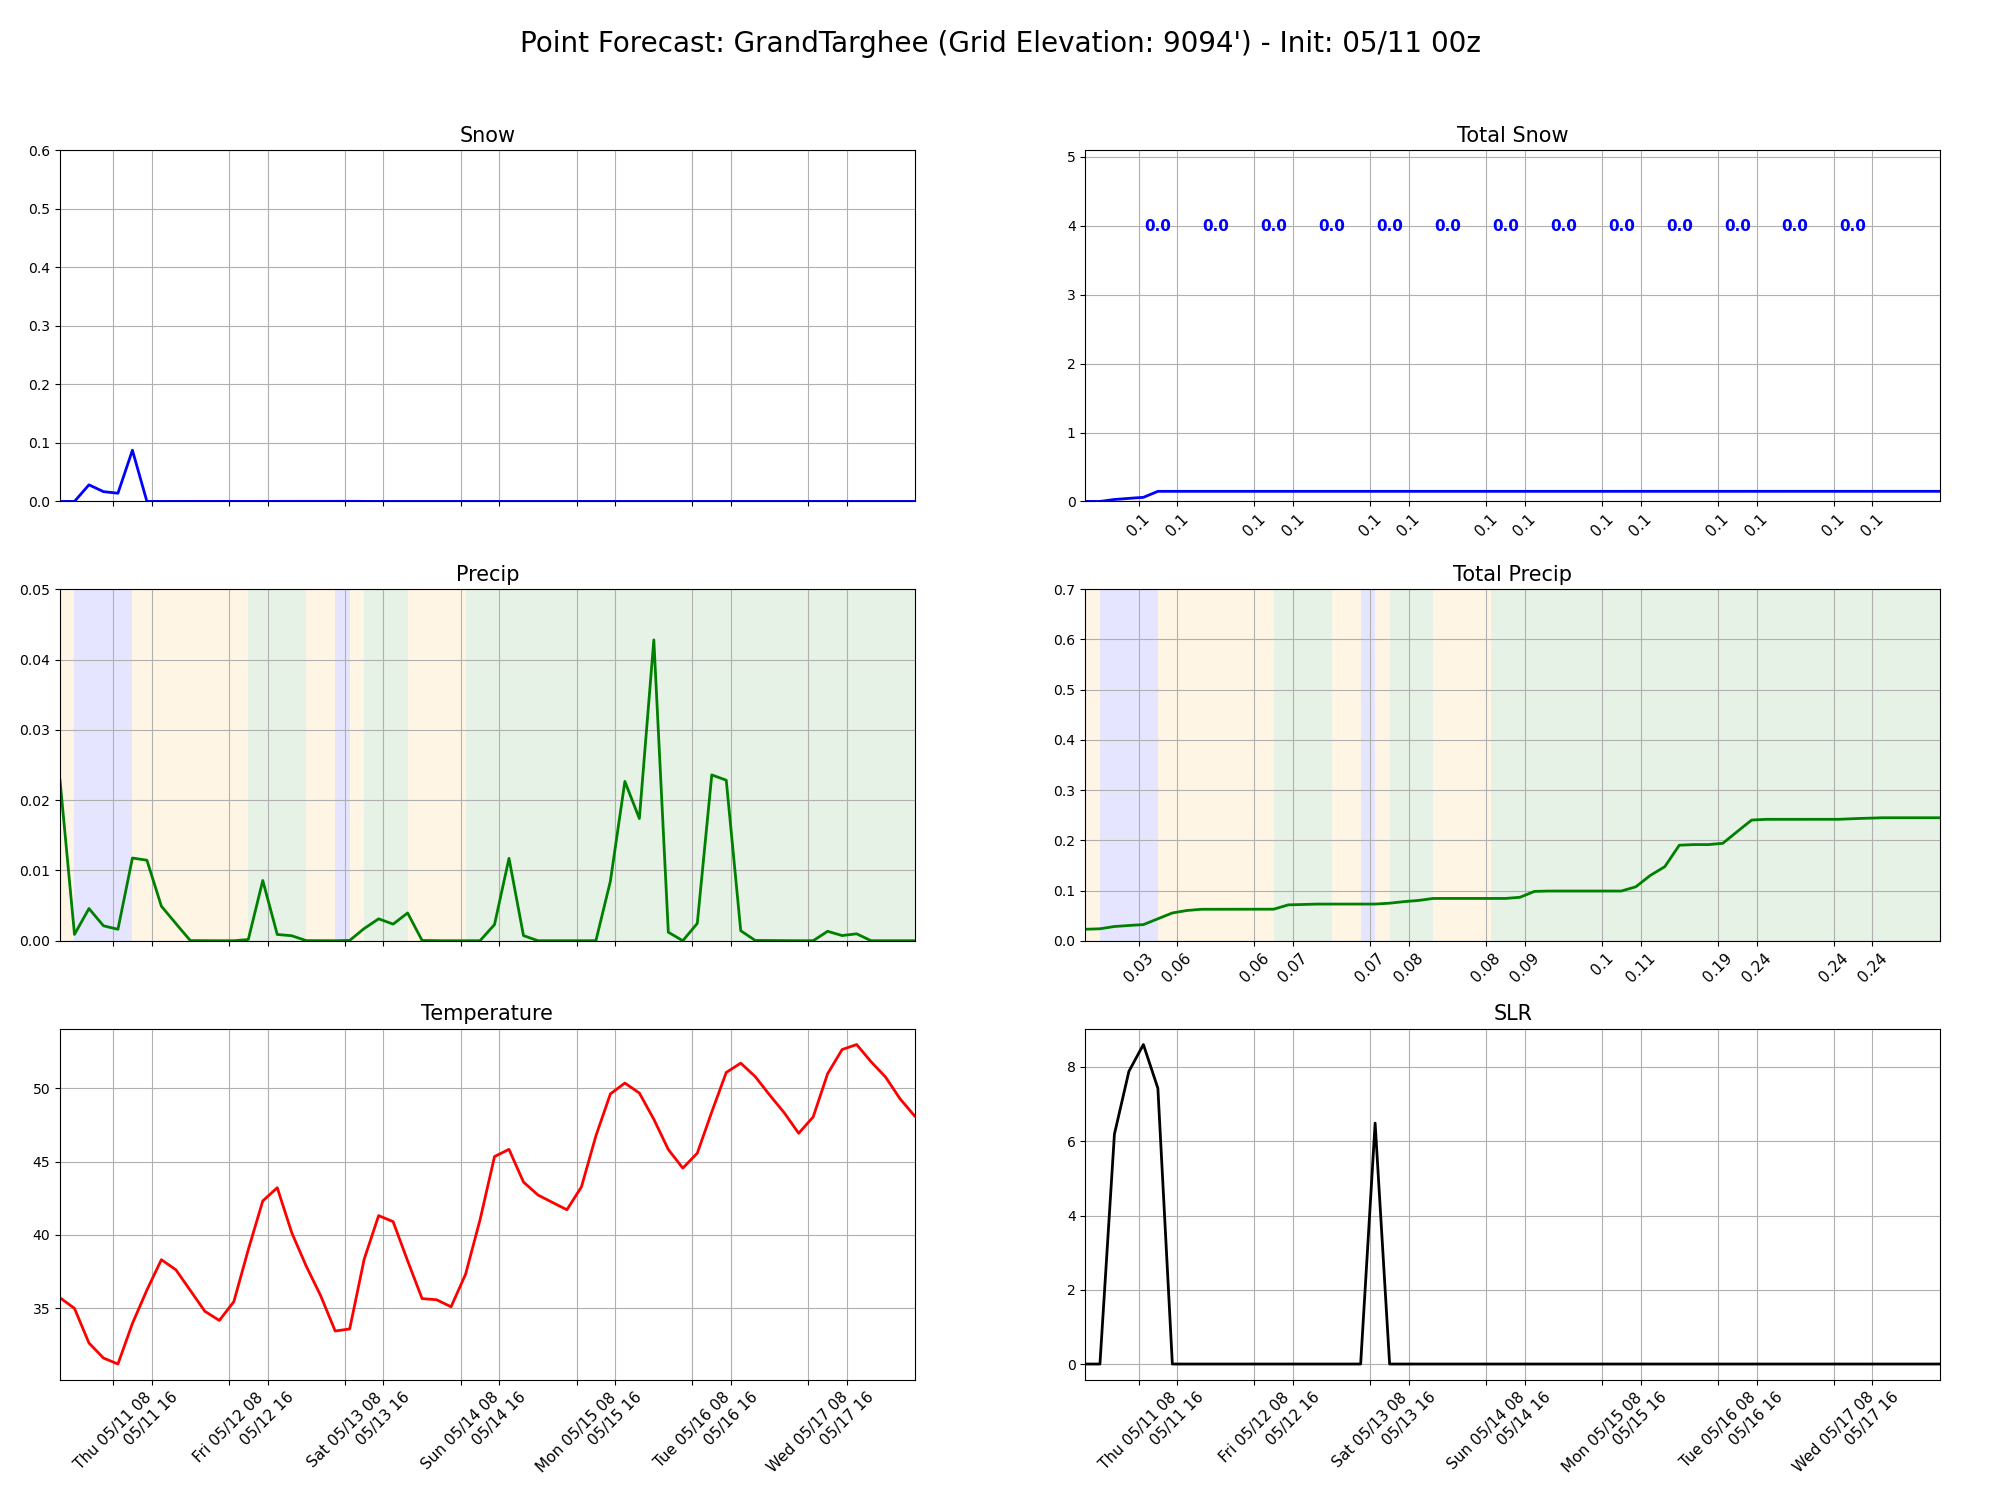 Point Forecast: GrandTarghee (Grid Elevation: 9094') - Init: 05/11 00z
Snow
0.6
0.5
0.4
0.3
0.2
0.1
0.0
Total Snow
5
4
3
2
1
0
0.0 0.0 0.0 0.0 0.0 0.0 0.0 0.0 0.0 0.0 0.0 0.0 0.0
0.1 0.1 0.1 0.1 0.1 0.1 0.1 0.1 0.1 0.1 0.1 0.1 0.1 0.1
Precip
0.05
0.04
0.03
0.02
0.01
0.00
Total Precip
0.7
0.6
0.5
0.4
0.3
0.2
0.1
0.0
0.03 0.06 0.06 0.07 0.07 0.08 0.08 0.09 0.1 0.11 0.19 0.24 0.24 0.24
Temperature
50
45
40
35
Thu 05/11 08
05/11 16
Fri 05/12 08
05/12 16
Sat 05/13 08
05/13 16
Sun 05/14 08
05/14 16
Mon 05/15 08
05/15 16
Tue 05/16 08
05/16 16
Wed 05/17 08
05/17 16
SLR
8
6
4
2
0
Thu 05/11 08
05/11 16
Fri 05/12 08
05/12 16
Sat 05/13 08
05/13 16
Sun 05/14 08
05/14 16
Mon 05/15 08
05/15 16
Tue 05/16 08
05/16 16
Wed 05/17 08
05/17 16